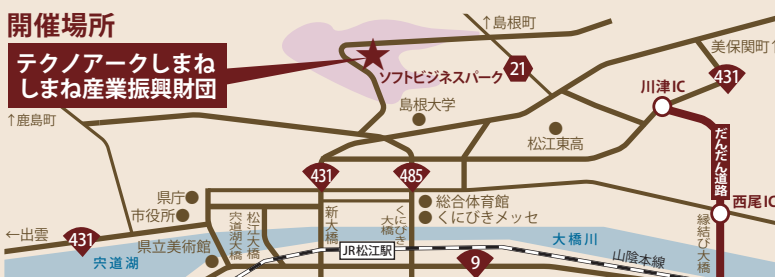 開催場所
テクノアークしまね
しまね産業振興財団
↑島根町
美保関町↑
ソフトビジネスパーク
21
431
川津IC
島根大学
↑鹿島町
松江東高
だんだん道路
431
485
県庁
市役所
総合体育館
くにびきメッセ
西尾IC
宍道湖大橋
松江大橋
新大橋
くにびき大橋
縁結び大橋
←出雲
431
県立美術館
JR松江駅
大橋川
宍道湖
9
山陰本線